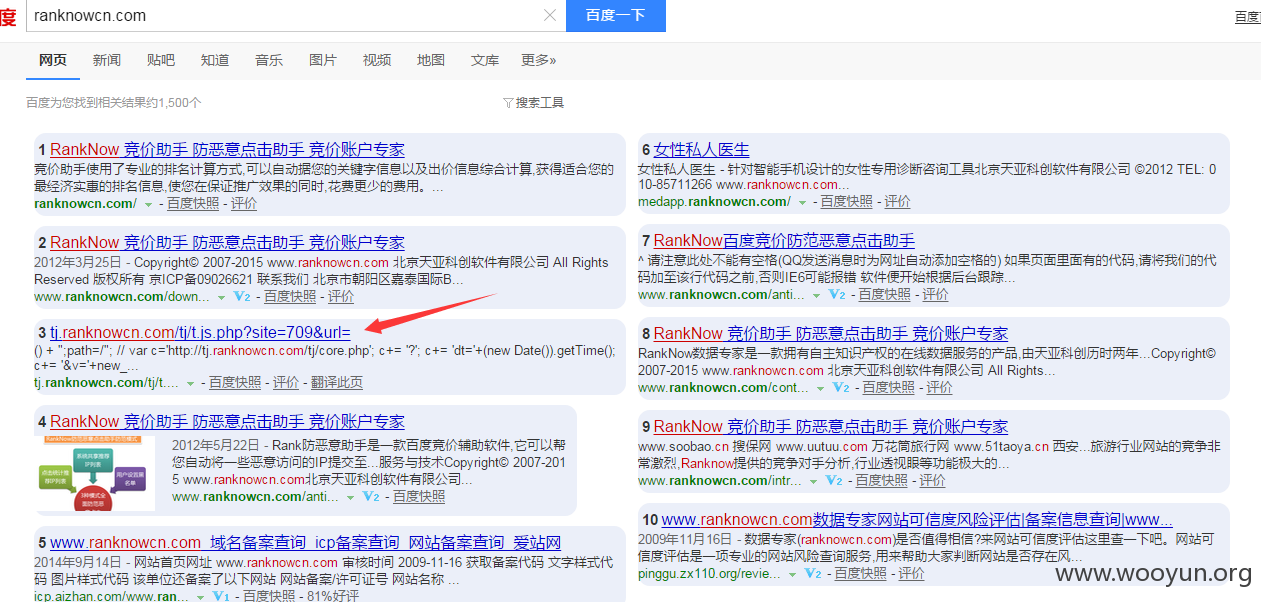 度 ranknowcn.com 百度一下 百度
网页 新闻 贴吧 知道 音乐 图片 视频 地图 文库 更多»
百度为您找到相关结果约1,500个 搜索工具
1 RankNow 竞价助手 防恶意点击助手 竞价账户专家
竞价助手使用了专业的排名计算方式,可以自动据您的关键字信息以及出价信息综合计算,获得适合您的
最经济实惠的排名信息,使您在保证推广效果的同时,花费更少的费用。...
ranknowcn.com/ - 百度快照 - 评价
2 RankNow 竞价助手 防恶意点击助手 竞价账户专家
2012年3月25日 - Copyright© 2007-2015 www.ranknowcn.com 北京天亚科创软件有限公司 All Rights
Reserved 版权所有 京ICP备09026621 联系我们 北京市朝阳区嘉泰国际B...
www.ranknowcn.com/down... V2 - 百度快照 - 评价
3 tj.ranknowcn.com/tj/t.js.php?site=709&url=
() + ";path=/"; // var c='http://tj.ranknowcn.com/tj/core.php'; c+= '?'; c+= 'dt='+(new Date()).getTime();
c+= '&v='+new_...
tj.ranknowcn.com/tj/t.... - 百度快照 - 评价 - 翻译此页
4 RankNow 竞价助手 防恶意点击助手 竞价账户专家
2012年5月22日 - Rank防恶意助手是一款百度竞价辅助软件,它可以帮
您自动将一些恶意访问的IP提交至...服务与技术Copyright© 2007-201
5 www.ranknowcn.com北京天亚科创软件有限公司...
www.ranknowcn.com/anti... V2 - 百度快照
5 www.ranknowcn.com_域名备案查询_icp备案查询_网站备案查询_爱站网
2014年9月14日 - 网站首页网址 www.ranknowcn.com 审核时间 2009-11-16 获取备案代码 文字样式代
码 图片样式代码 该单位还备案了以下网站 网站备案/许可证号 网站名称 ...
icp.aizhan.com/www.ran... V1 - 百度快照 - 81%好评
6 女性私人医生
女性私人医生 - 针对智能手机设计的女性专用诊断咨询工具北京天亚科创软件有限公司 ©2012 TEL: 0
10-85711266 www.ranknowcn.com...
medapp.ranknowcn.com/ - 百度快照 - 评价
7 RankNow百度竞价防范恶意点击助手
^ 请注意此处不能有空格(QQ发送消息时为网址自动添加空格的) 如果页面里面有的代码,请将我们的代
码加至该行代码之前,否则IE6可能报错 软件便开始根据后台跟踪...
www.ranknowcn.com/anti... V2 - 百度快照 - 评价
8 RankNow 竞价助手 防恶意点击助手 竞价账户专家
RankNow数据专家是一款拥有自主知识产权的在线数据服务的产品,由天亚科创历时两年...Copyright©
2007-2015 www.ranknowcn.com 北京天亚科创软件有限公司 All Rights...
www.ranknowcn.com/cont... V2 - 百度快照 - 评价
9 RankNow 竞价助手 防恶意点击助手 竞价账户专家
www.soobao.cn 搜保网 www.uutuu.com 万花筒旅行网 www.51taoya.cn 西安...旅游行业网站的竞争非
常激烈,Ranknow提供的竞争对手分析,行业透视眼等功能极大的...
www.ranknowcn.com/intr... V2 - 百度快照 - 评价
10 www.ranknowcn.com数据专家网站可信度风险评估|备案信息查询|www...
2009年11月16日 - 数据专家(ranknowcn.com)是否值得相信?来网站可信度评估这里查一下吧。网站可
信度评估是一项专业的网站风险查询服务,用来帮助大家判断网站是否存在风...
pinggu.zx110.org/revie... V2 - 百度快照 - 评价
www.wooyun.org